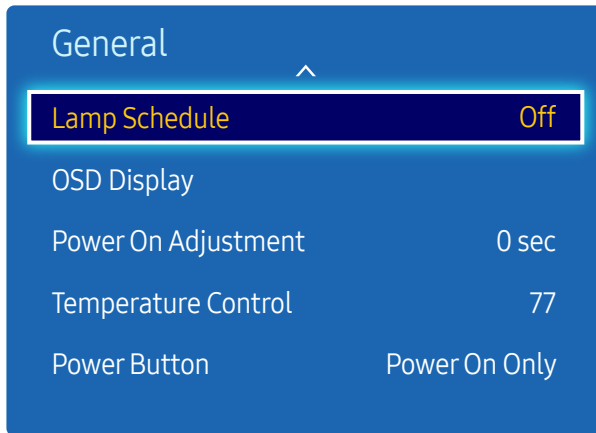 General
Lamp Schedule Off
OSD Display
Power On Adjustment 0 sec
Temperature Control 77
Power Button Power On Only